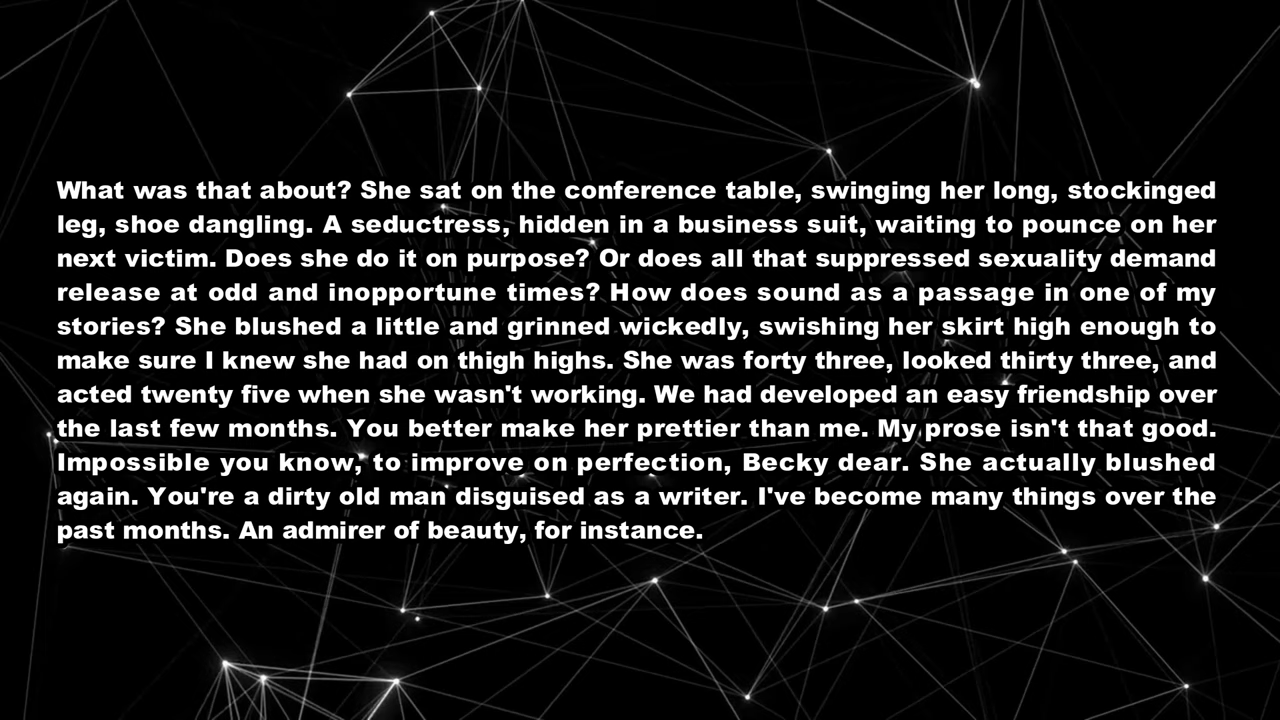 What was that about? She sat on the conference table, swinging her long, stockinged
leg, shoe dangling. A seductress, hidden in a business suit, waiting to pounce on her
next victim. Does she do it on purpose? Or does all that suppressed sexuality demand
release at odd and inopportune times? How does sound as a passage in one of my
stories? She blushed a little and grinned wickedly, swishing her skirt high enough to
make sure I knew she had on thigh highs. She was forty three, looked thirty three, and
acted twenty five when she wasn't working. We had developed an easy friendship over
the last few months. You better make her prettier than me. My prose isn't that good.
Impossible you know, to improve on perfection, Becky dear. She actually blushed
again. You're a dirty old man disguised as a writer. I've become many things over the
past months. An admirer of beauty, for instance.